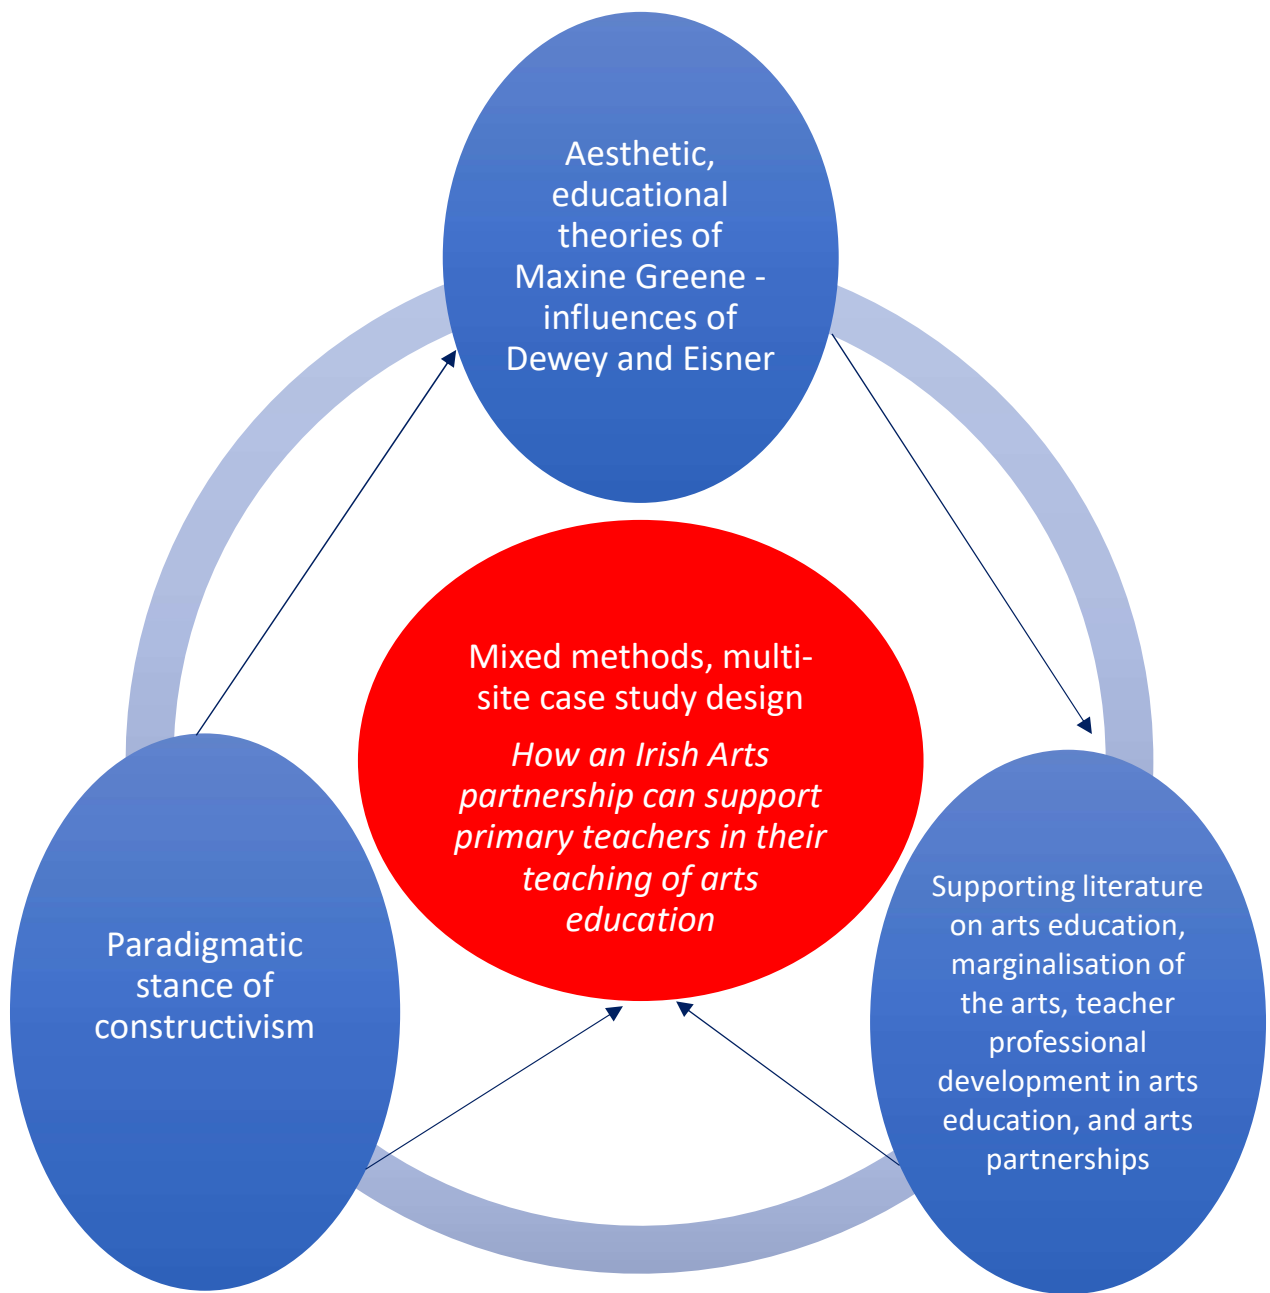 Aesthetic,
educational
theories of
Maxine Greene -
influences of
Dewey and Eisner
Mixed methods, multi-
site case study design
How an Irish Arts
partnership can support
primary teachers in their
teaching of arts
education
Paradigmatic
stance of
constructivism
Supporting literature
on arts education,
marginalisation of
the arts, teacher
professional
development in arts
education, and arts
partnerships